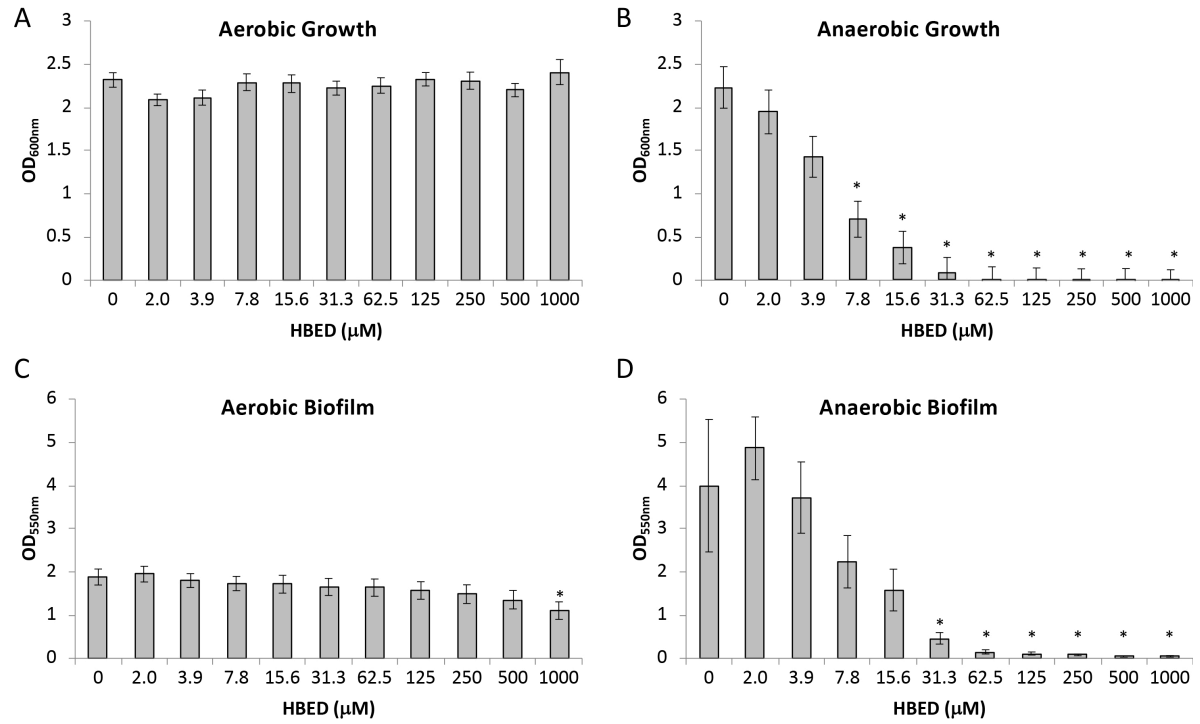 A
Aerobic Growth
3
2.5
2
1.5
1
0.5
0
OD600nm
0 2.0 3.9 7.8 15.6 31.3 62.5 125 250 500 1000
HBED (µM)
B
Anaerobic Growth
3
2.5
2
1.5
1
0.5
0
OD600nm
* * * * * * * *
0 2.0 3.9 7.8 15.6 31.3 62.5 125 250 500 1000
HBED (µM)
C
Aerobic Biofilm
6
5
4
3
2
1
0
OD550nm
*
0 2.0 3.9 7.8 15.6 31.3 62.5 125 250 500 1000
HBED (µM)
D
Anaerobic Biofilm
6
5
4
3
2
1
0
OD550nm
* * * * * *
0 2.0 3.9 7.8 15.6 31.3 62.5 125 250 500 1000
HBED (µM)